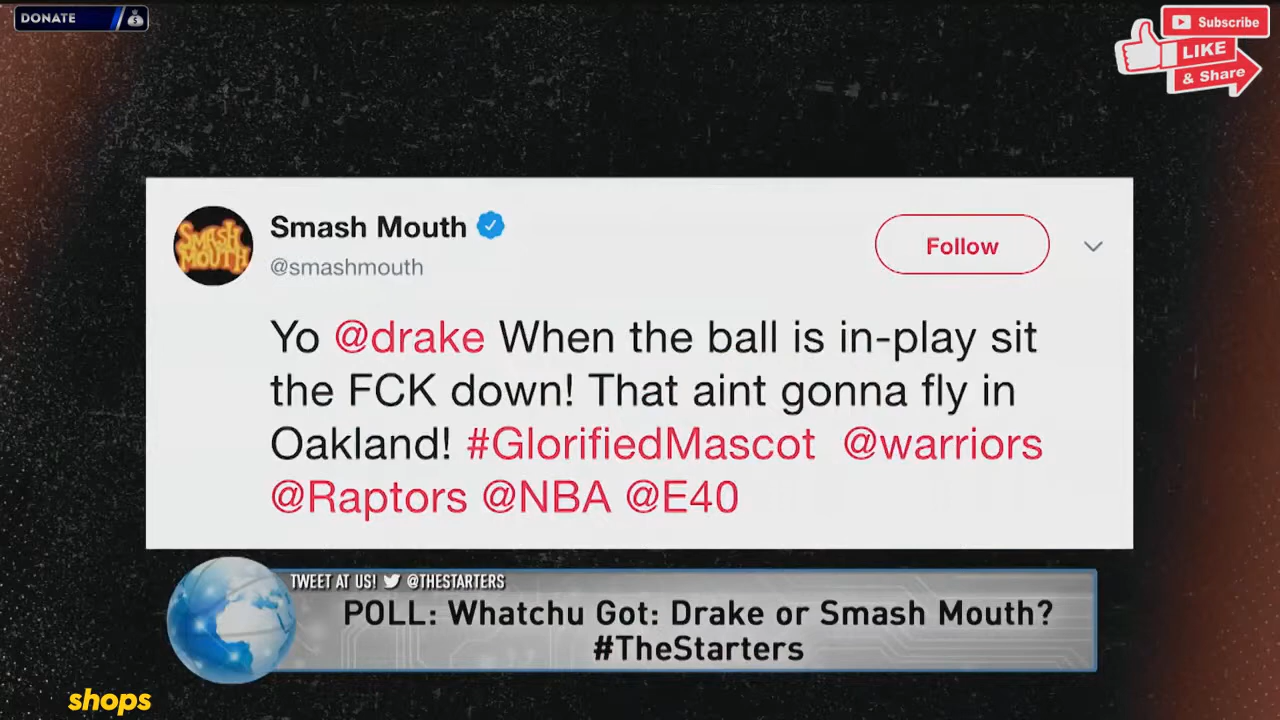 DONATE
Subscribe
LIKE
& Share
SMASH
MOUTH
Smash Mouth
@smashmouth
Follow
Yo @drake When the ball is in-play sit
the FCK down! That aint gonna fly in
Oakland! #GlorifiedMascot @warriors
@Raptors @NBA @E40
TWEET AT US! @THESTARTERS
POLL: Whatchu Got: Drake or Smash Mouth?
#TheStarters
shops